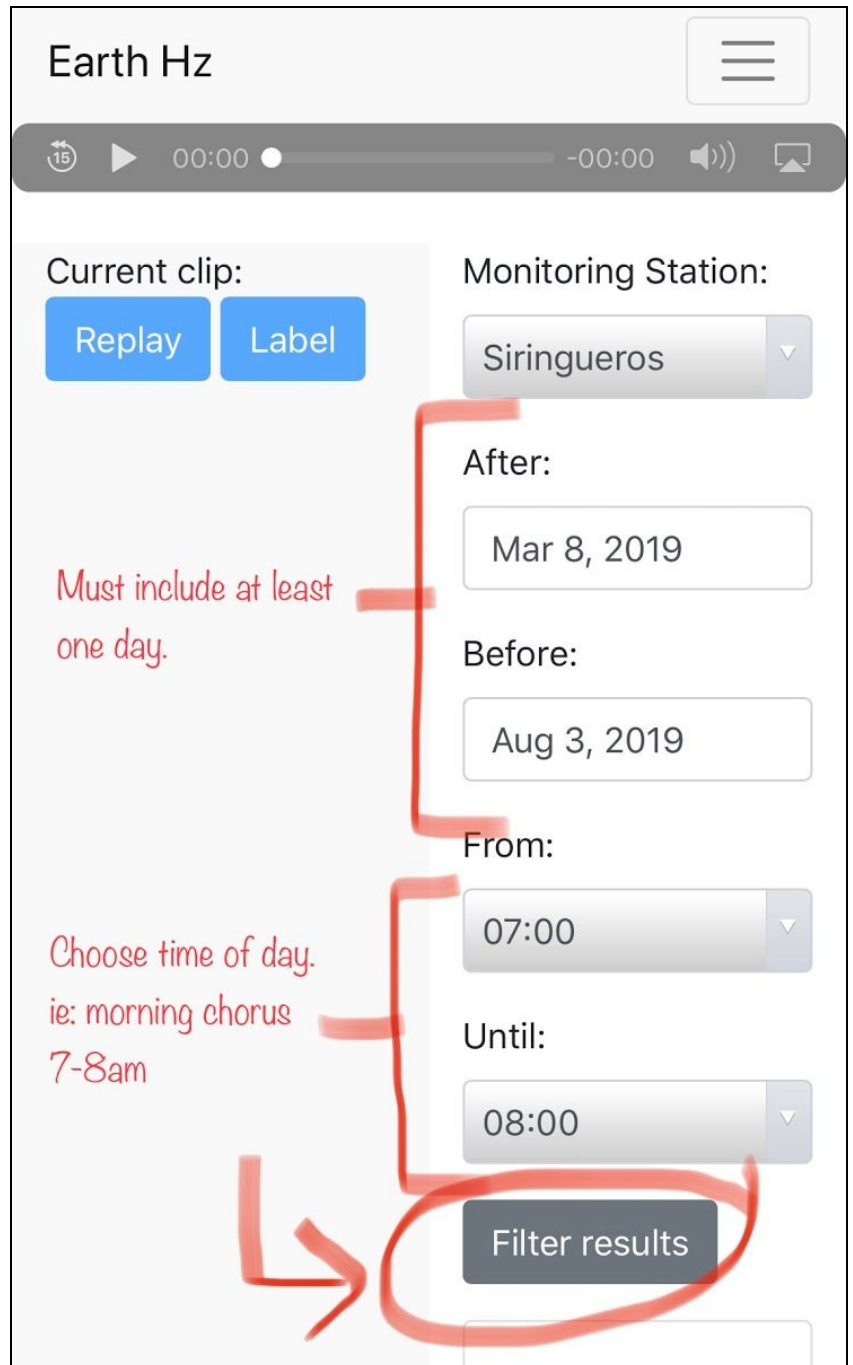 Earth Hz
15 00:00 -00:00
Current clip:
Replay Label
Monitoring Station:
Siringueros
After:
Mar 8, 2019
Must include at least
one day.
Before:
Aug 3, 2019
From:
07:00
Choose time of day.
ie: morning chorus
7-8am
Until:
08:00
Filter results